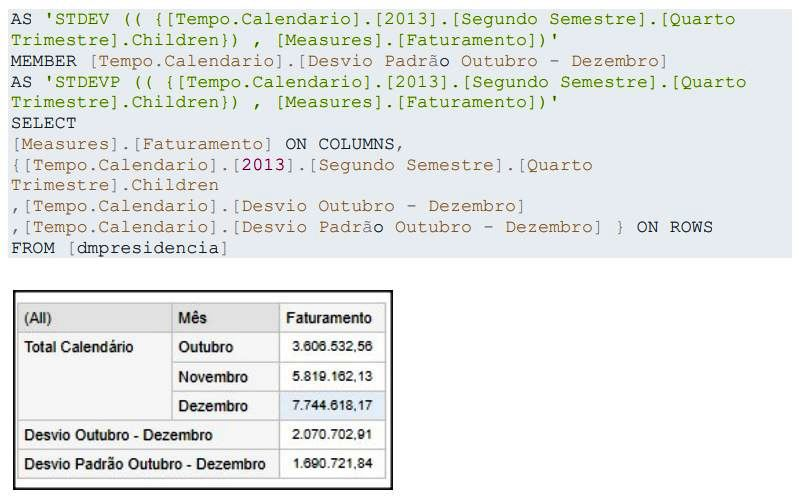 AS 'STDEV (( {[Tempo.Calendario].[2013].[Segundo Semestre].[Quarto
Trimestre].Children}) , [Measures].[Faturamento])'
MEMBER [Tempo.Calendario].[Desvio Padrão Outubro - Dezembro]
AS 'STDEVP (( {[Tempo.Calendario].[2013].[Segundo Semestre].[Quarto
Trimestre].Children}) , [Measures].[Faturamento])'
SELECT
[Measures].[Faturamento] ON COLUMNS,
{[Tempo.Calendario].[2013].[Segundo Semestre].[Quarto
Trimestre].Children
,[Tempo.Calendario].[Desvio Outubro - Dezembro]
,[Tempo.Calendario].[Desvio Padrão Outubro - Dezembro] } ON ROWS
FROM [dmpresidencia]
(All) Mês Faturamento
Total Calendário Outubro 3.606.532,56
Novembro 5.819.162,13
Dezembro 7.744.618,17
Desvio Outubro - Dezembro 2.070.702,91
Desvio Padrão Outubro - Dezembro 1.690.721,84